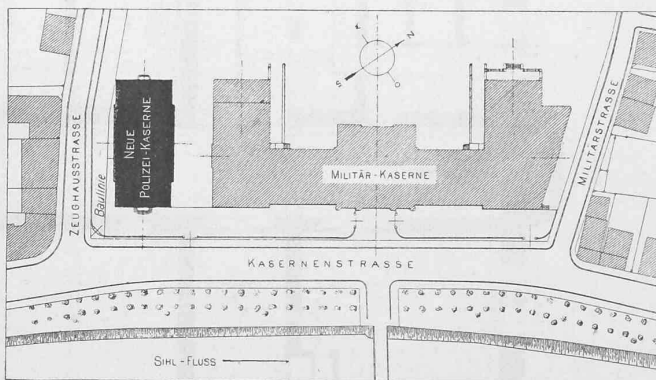 ZEUGHAUSSTRASSE
Baulinie
NEUE
POLIZEI-KASERNE
N
S
O
MILITÄR-KASERNE
MILITÄRSTRASSE
KASERNENSTRASSE
SIHL-FLUSS